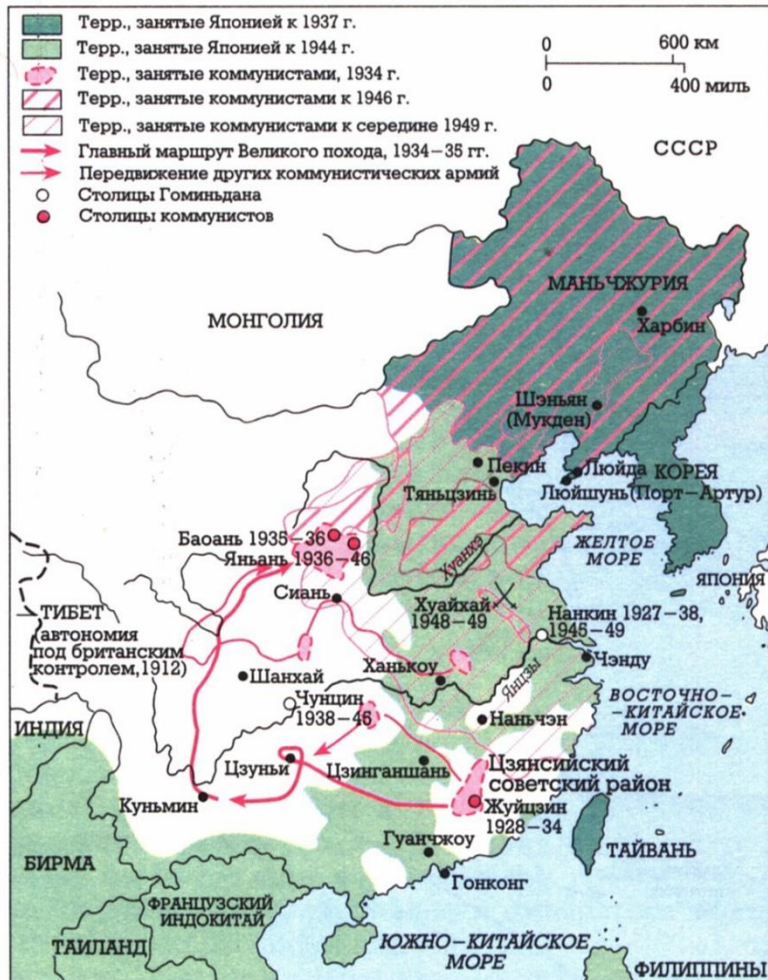 Терр., занятые Японией к 1937 г.
Терр., занятые Японией к 1944 г.
Терр., занятые коммунистами, 1934 г.
Терр., занятые коммунистами к 1946 г.
Терр., занятые коммунистами к середине 1949 г.
Главный маршрут Великого похода, 1934–35 гг.
Передвижение других коммунистических армий
Столицы Гоминьдана
Столицы коммунистов
0 600 км
0 400 миль
СССР
МОНГОЛИЯ
МАНЬЧЖУРИЯ
Харбин
Шэньян
(Мукден)
Пекин
Тяньцзинь
Люйда
КОРЕЯ
Люйшунь(Порт–Артур)
Баоань 1935–36
Яньань 1936–46
Хуанхэ
ЖЕЛТОЕ
МОРЕ
ЯПОНИЯ
Сиань
Хуайхай
1948–49
Нанкин 1927–38,
1945–49
ТИБЕТ
(автономия
под британским
контролем,1912)
Шанхай
Ханькоу
Янцзы
Чэнду
Чунцин
1938–46
Наньчэн
ВОСТОЧНО–
–КИТАЙСКОЕ
МОРЕ
ИНДИЯ
Цзуньи
Цзинганшань
Цзянсийский
советский район
Куньмин
Жуйцзин
1928–34
Гуанчжоу
ТАЙВАНЬ
БИРМА
Гонконг
ФРАНЦУЗСКИЙ
ИНДОКИТАЙ
ТАИЛАНД
ЮЖНО–КИТАЙСКОЕ
МОРЕ
ФИЛИППИНЫ